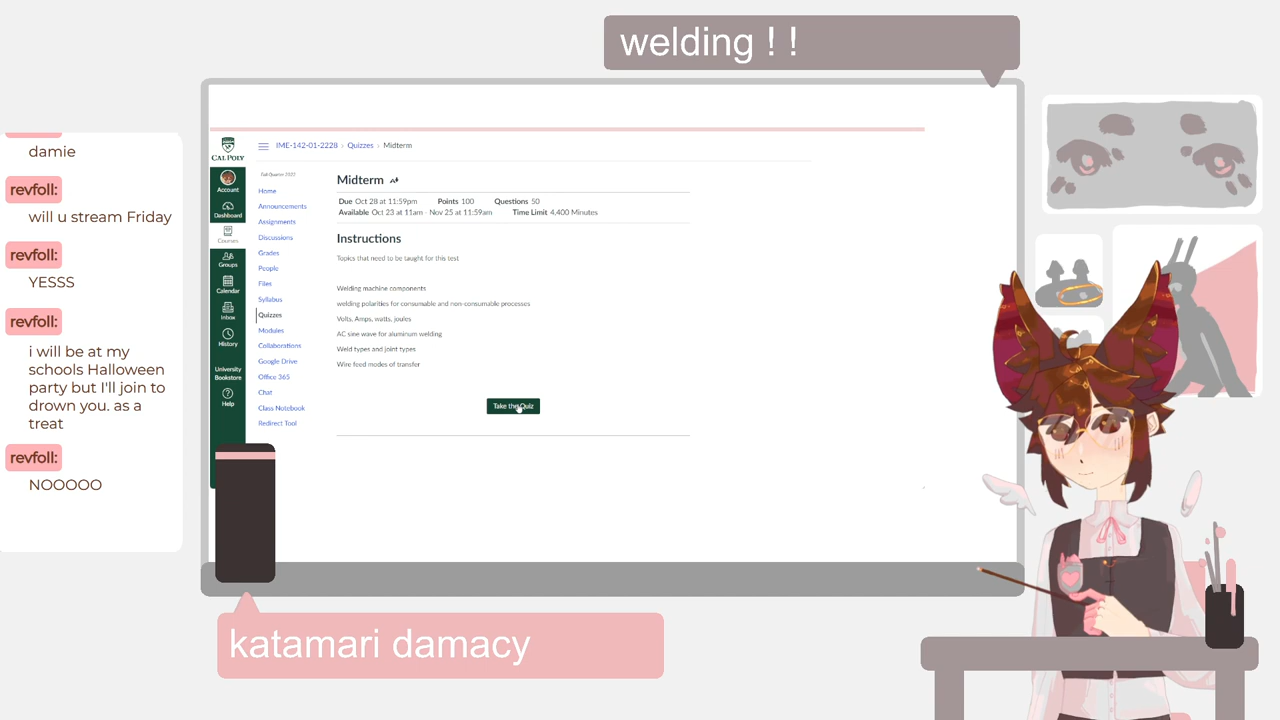 welding ! !
damie
revfoll:
will u stream Friday
revfoll:
YESSS
revfoll:
i will be at my
schools Halloween
party but I'll join to
drown you. as a
treat
revfoll:
NOOOOO
CAL POLY
Account
Dashboard
Courses
Groups
Calendar
Inbox
History
University
Bookstore
Help
IME-142-01-2228 › Quizzes › Midterm
Fall Quarter 2022
Home
Announcements
Assignments
Discussions
Grades
People
Files
Syllabus
Quizzes
Modules
Collaborations
Google Drive
Office 365
Chat
Class Notebook
Redirect Tool
Midterm
Due Oct 28 at 11:59pm Points 100 Questions 50
Available Oct 23 at 11am - Nov 25 at 11:59am Time Limit 4,400 Minutes
Instructions
Topics that need to be taught for this test
Welding machine components
welding polarities for consumable and non-consumable processes
Volts, Amps, watts, joules
AC sine wave for aluminum welding
Weld types and joint types
Wire feed modes of transfer
Take the Quiz
katamari damacy